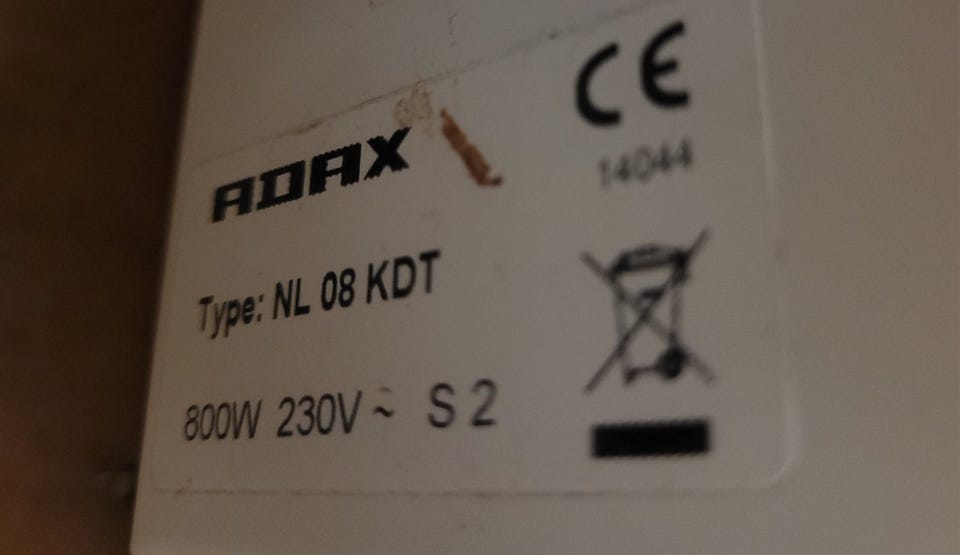 CE
14044
ADAX
Type: NL 08 KDT
800W 230V ~ S 2